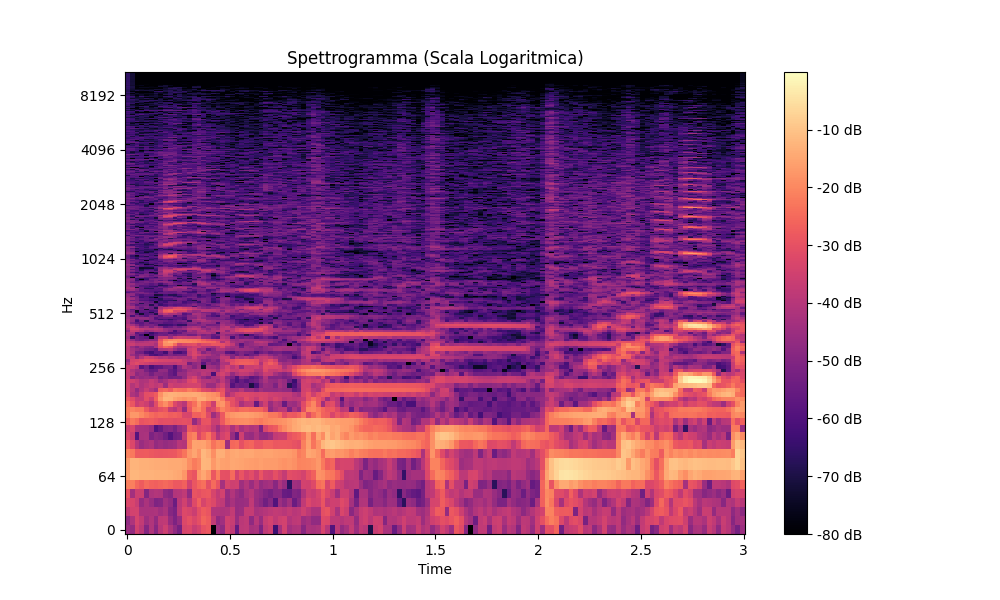 Spettrogramma (Scala Logaritmica)
8192
4096
2048
1024
512
256
128
64
0
Hz
0 0.5 1 1.5 2 2.5 3
Time
-10 dB
-20 dB
-30 dB
-40 dB
-50 dB
-60 dB
-70 dB
-80 dB